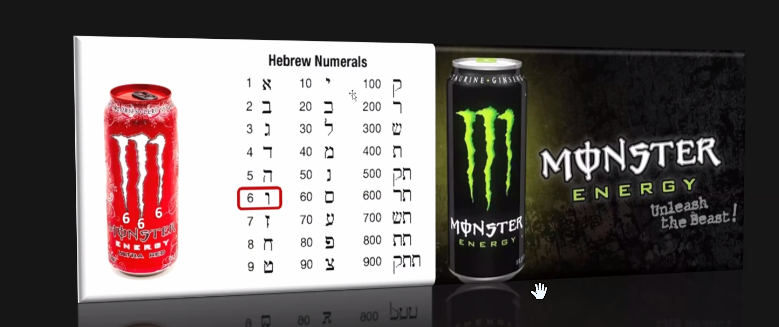 Hebrew Numerals
1 א 10 י 100 ק
2 ב 20 כ 200 ר
3 ג 30 ל 300 ש
4 ד 40 מ 400 ת
5 ה 50 נ 500 תק
6 ו 60 ס 600 תר
7 ז 70 ע 700 תש
8 ח 80 פ 800 תת
9 ט 90 צ 900 תתק
6 6 6
MONSTER
ENERGY
ULTRA RED
TAURINE · GINSENG
MONSTER
ENERGY
MONSTER
ENERGY
Unleash
the Beast!